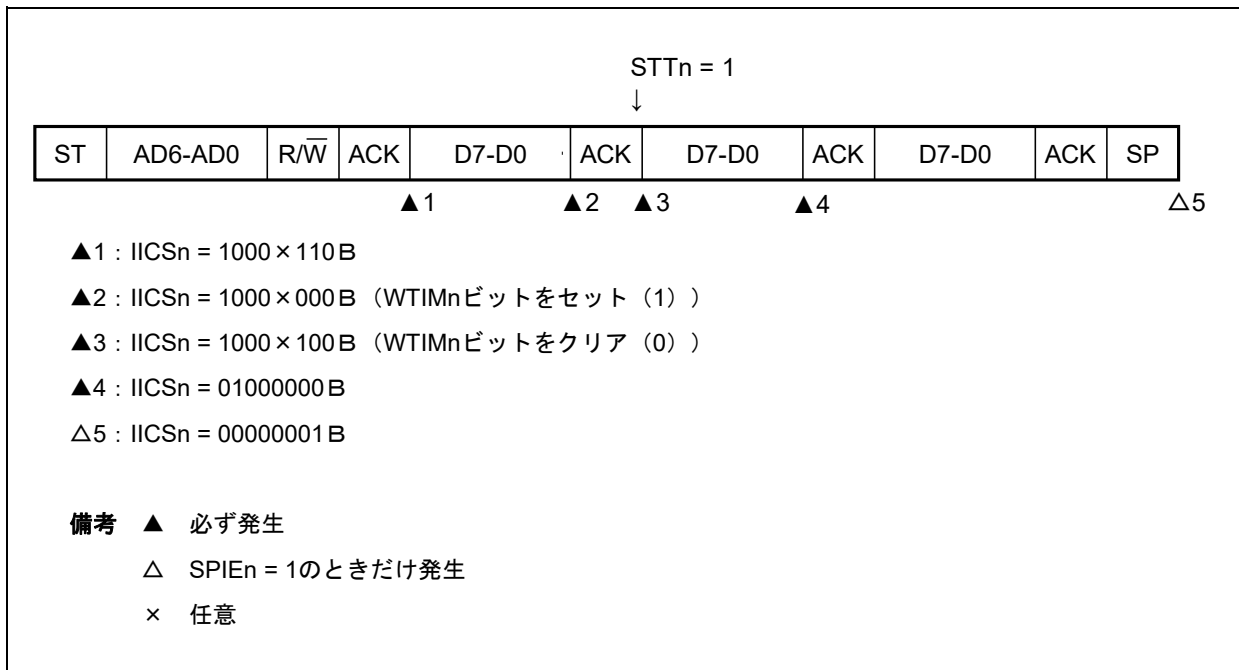 STTn = 1
↓
ST AD6-AD0 R/W̅ ACK D7-D0 ACK D7-D0 ACK D7-D0 ACK SP
▲1 ▲2 ▲3 ▲4 △5
▲1：IICSn = 1000×110B
▲2：IICSn = 1000×000B（WTIMnビットをセット（1））
▲3：IICSn = 1000×100B（WTIMnビットをクリア（0））
▲4：IICSn = 01000000B
△5：IICSn = 00000001B
備考 ▲ 必ず発生
△ SPIEn = 1のときだけ発生
× 任意